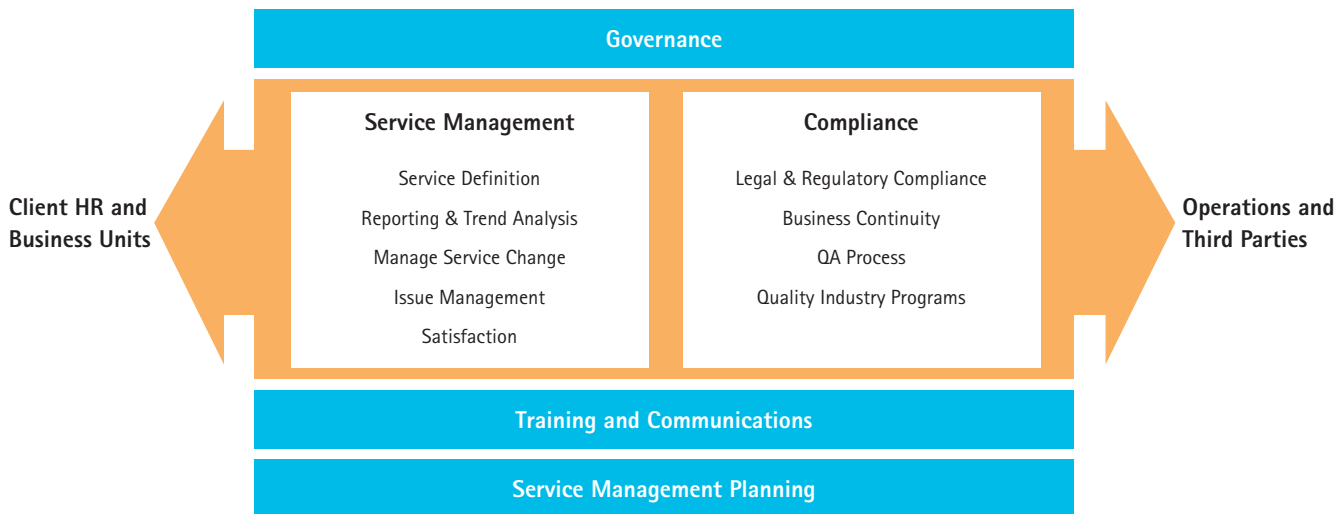 Governance
Service Management
Service Definition
Reporting & Trend Analysis
Manage Service Change
Issue Management
Satisfaction
Compliance
Legal & Regulatory Compliance
Business Continuity
QA Process
Quality Industry Programs
Client HR and
Business Units
Operations and
Third Parties
Training and Communications
Service Management Planning